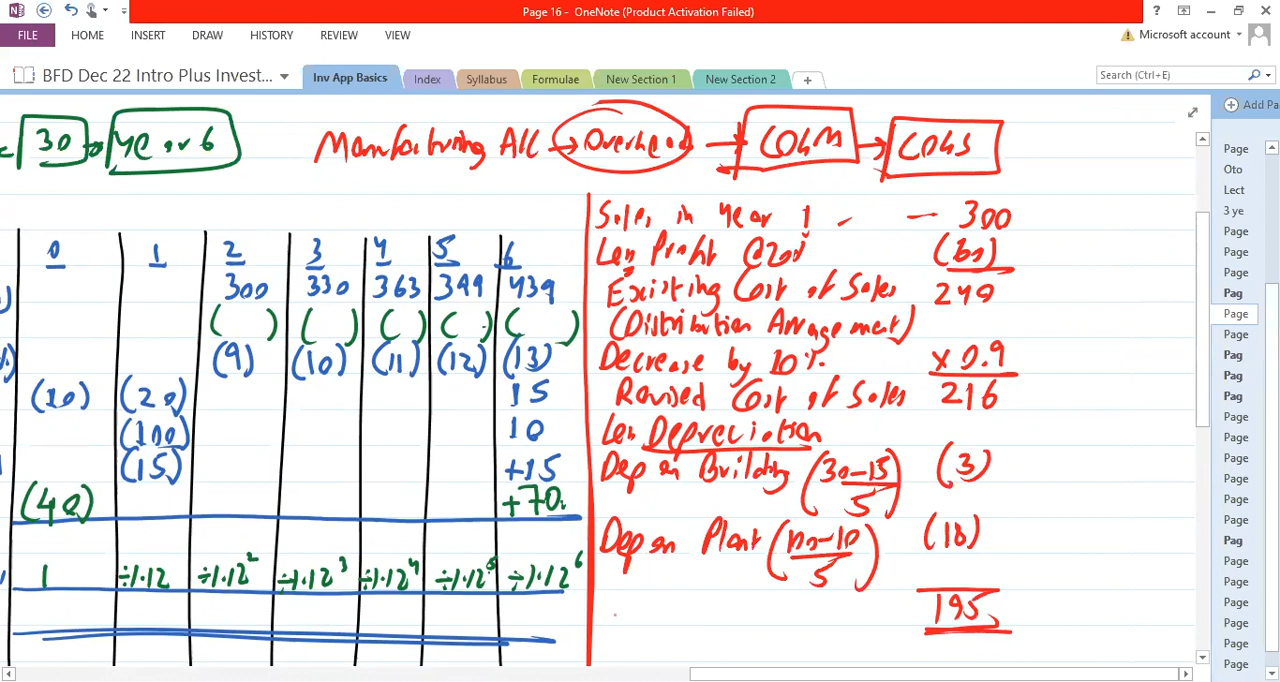 Page 16 - OneNote (Product Activation Failed)
FILE HOME INSERT DRAW HISTORY REVIEW VIEW Microsoft account
BFD Dec 22 Intro Plus Invest... Inv App Basics Index Syllabus Formulae New Section 1 New Section 2 Search (Ctrl+E)
Add Pa
30 → or 6 Manufacturing A/C → Overhead → COGM → COGS
0 1 2 3 4 5 6
300 330 363 399 439
( ) ( ) ( ) ( ) ( )
(9) (10) (11) (12) (13)
(10) (20) 15
(100) 10
(15) +15
(40) +70
1 ÷1.12 ÷1.12² ÷1.12³ ÷1.12⁴ ÷1.12⁵ ÷1.12⁶
Sales in Year 1 - - 300
Less Profit @20% (60)
Existing Cost of Sales 240
(Distribution Arrangement)
Decrease by 10% × 0.9
Revised Cost of Sales 216
Less Depreciation
Dep on Building (30-15/5) (3)
Dep on Plant (100-10/5) (18)
195
Page
Oto
Lect
3 ye
Page
Page
Page
Pag
Page
Page
Pag
Pag
Pag
Page
Page
Pag
Page
Page
Page
Pag
Page
Page
Page
Page
Page
Page